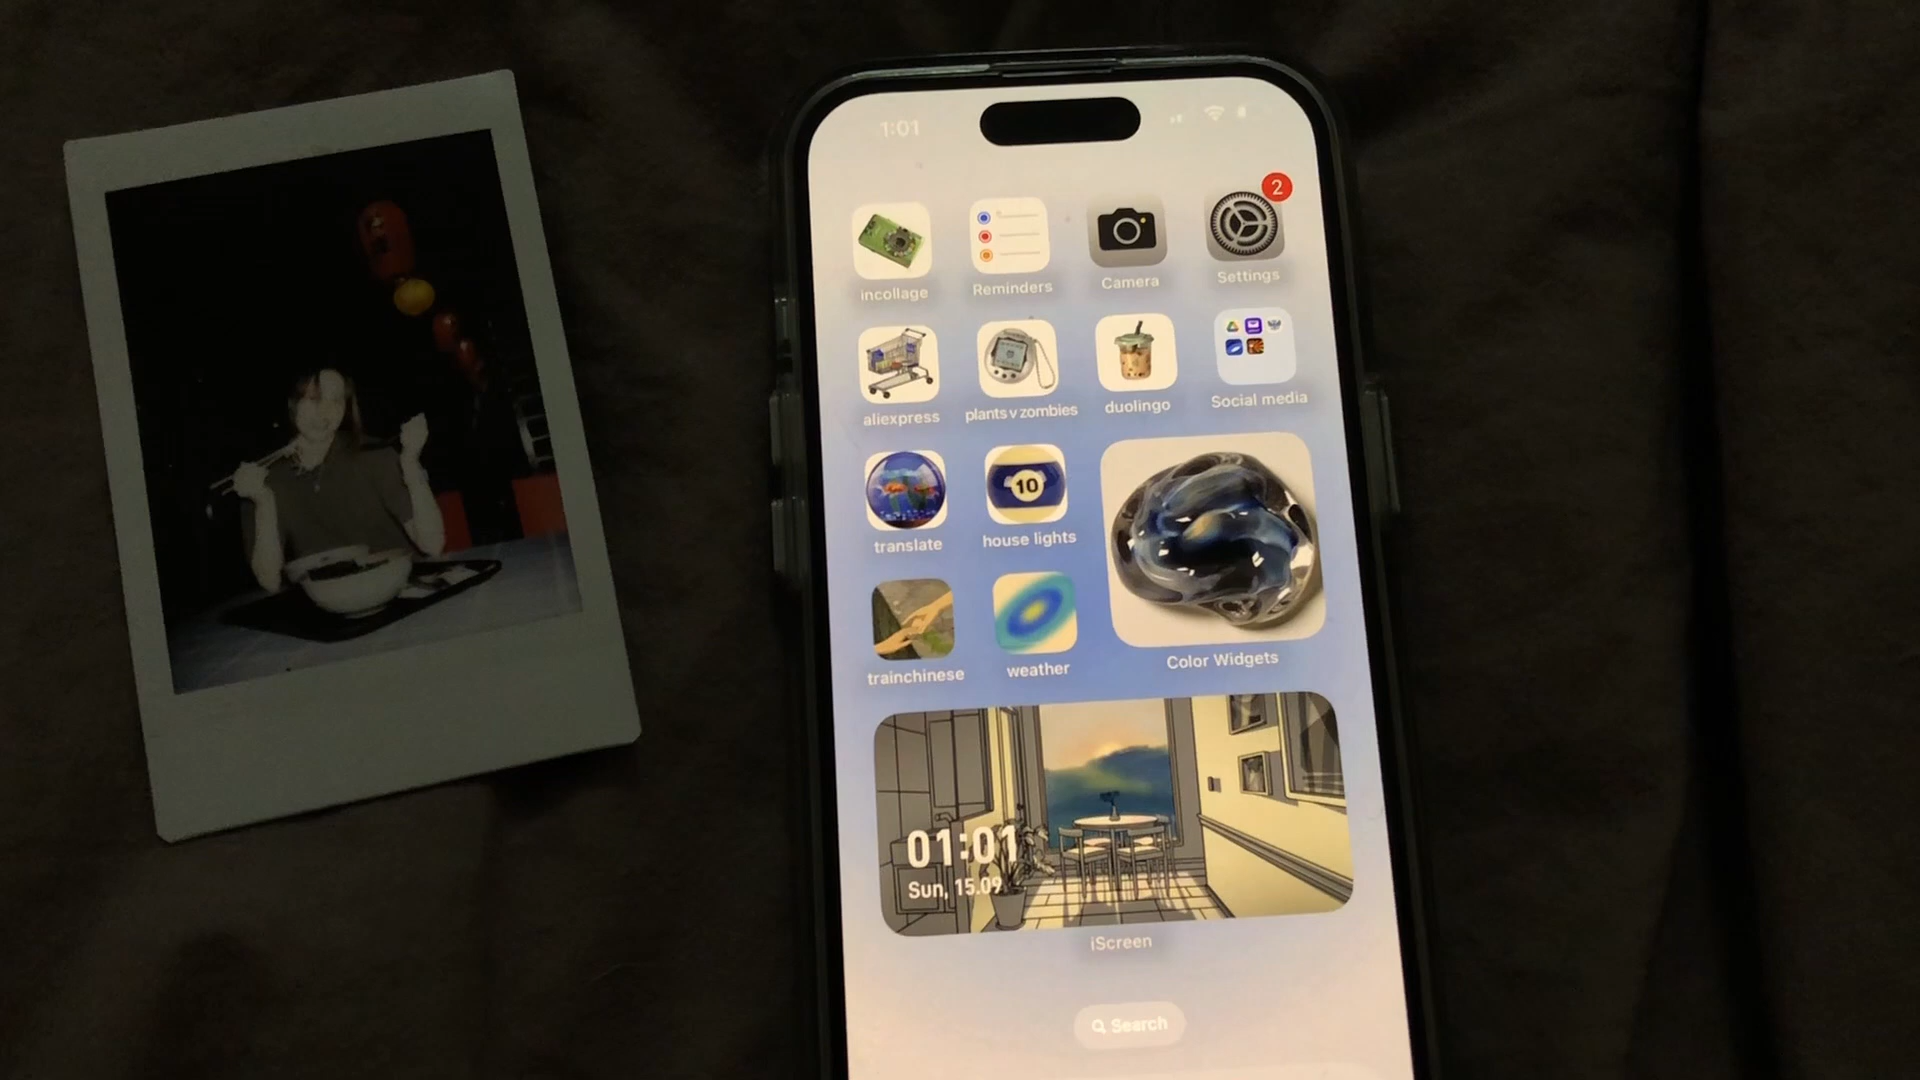 1:01
2
incollage
Reminders
Camera
Settings
aliexpress
plants v zombies
duolingo
Social media
10
translate
house lights
trainchinese
weather
Color Widgets
01:01
Sun, 15.09
iScreen
Search